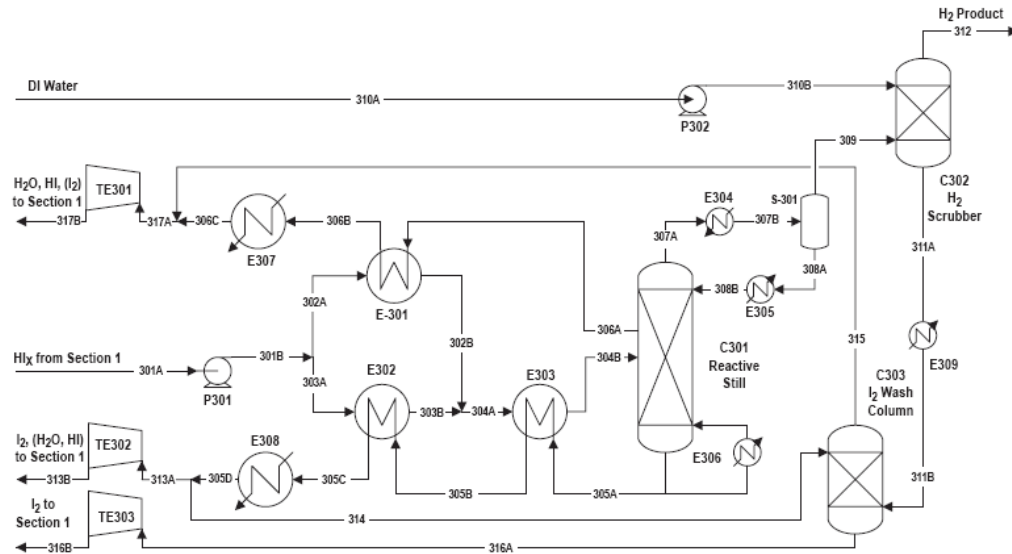 H2 Product
312
DI Water
310A
310B
P302
309
C302
H2
Scrubber
TE301
H2O, HI, (I2)
to Section 1
317B
317A
306C
306B
E307
E-301
E304
307A
307B
S-301
308A
308B
E305
311A
302A
302B
306A
304B
C301
Reactive
Still
315
E309
HIX from Section 1
301A
301B
P301
303A
E302
303B
304A
E303
C303
I2 Wash
Column
TE302
I2, (H2O, HI)
to Section 1
313B
313A
305D
E308
305C
305B
305A
E306
311B
314
I2 to
Section 1
TE303
316B
316A